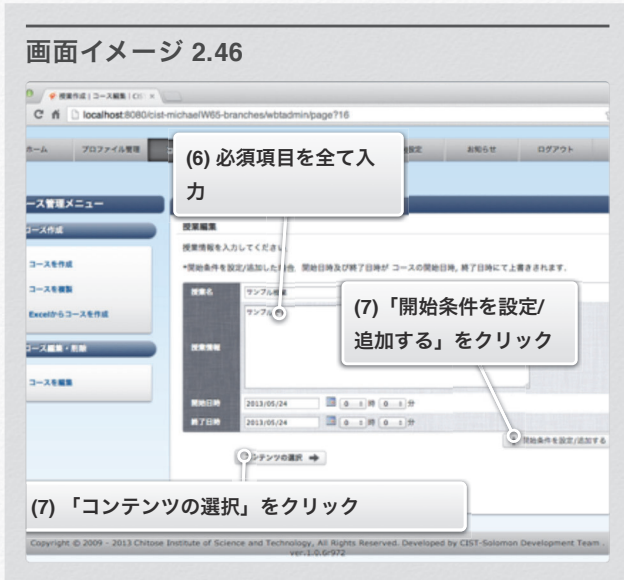 画面イメージ 2.46
授業作成 | コース編集 | CIS
localhost:8080/cist-michaelW65-branches/wbtadmin/page?16
ホーム プロファイル管理 お知らせ ログアウト
(6) 必須項目を全て入
力
ース管理メニュー
コース作成
コースを作成
コースを複製
Excelからコースを作成
コース編集・削除
コースを編集
授業編集
授業情報を入力してください
*開始条件を設定/追加した場合, 開始日時及び終了日時が コースの開始日時, 終了日時にて上書きされます.
授業名 サンプル授業
授業情報 サンプル
(7)「開始条件を設定/
追加する」をクリック
開始日時 2013/05/24 0 時 0 分
終了日時 2013/05/24 0 時 0 分
開始条件を設定/追加する
コンテンツの選択
(7) 「コンテンツの選択」をクリック
Copyright © 2009 - 2013 Chitose Institute of Science and Technology, All Rights Reserved. Developed by CIST-Solomon Development Team .
ver.1.0.6r972